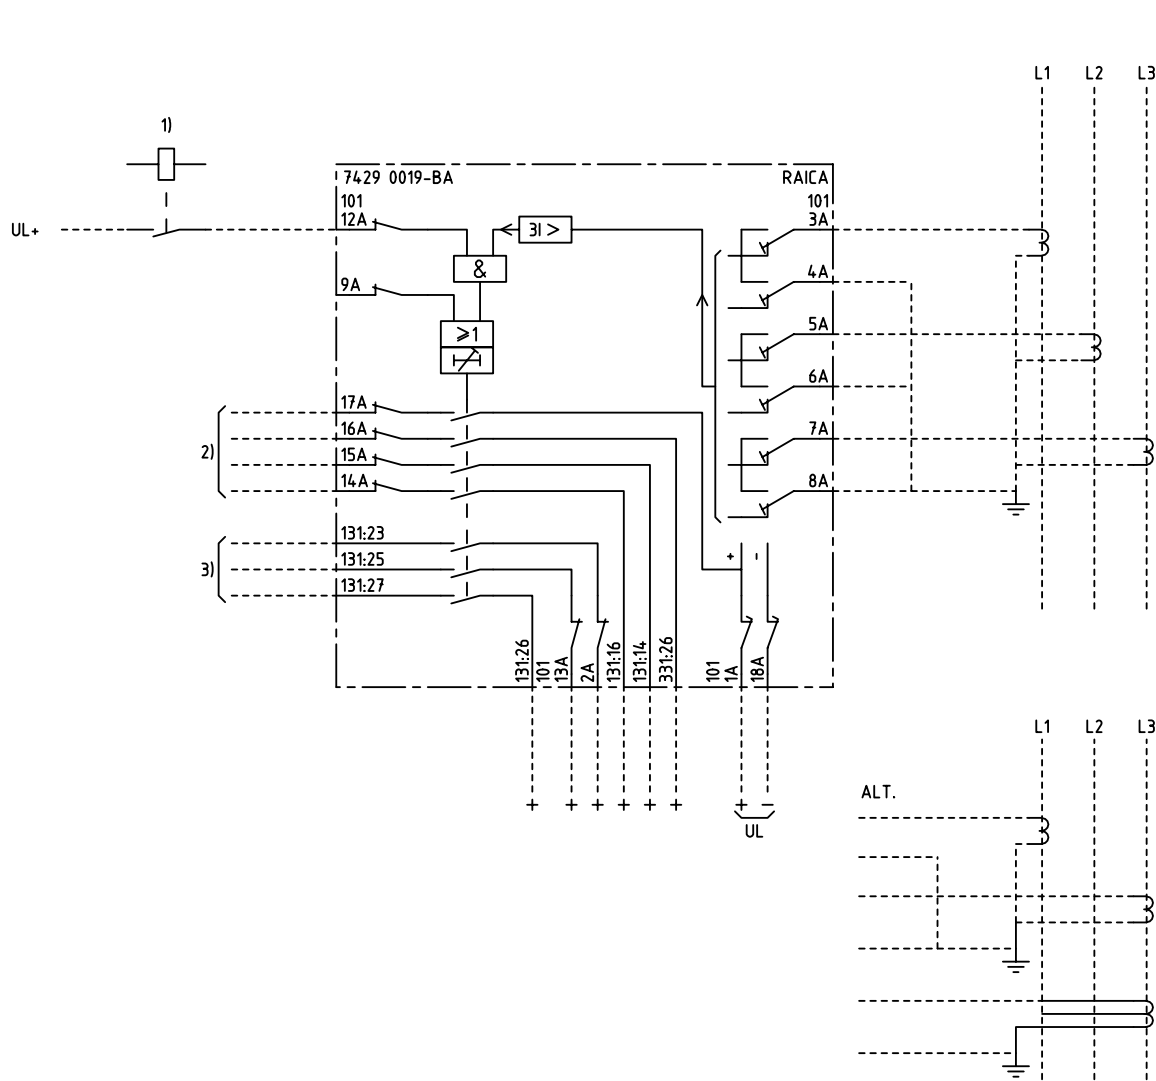 L1 L2 L3
1)
7429 0019-BA RAICA
101 101
UL+ 12A 3I > 3A
&
4A
9A
≥1 5A
6A
17A
16A 7A
2) 15A
14A 8A
131:23 + -
3) 131:25
131:27
131:26
101
13A
2A
131:16
131:14
331:26
101
1A
18A
+ + + + + + + -
UL
L1 L2 L3
ALT.